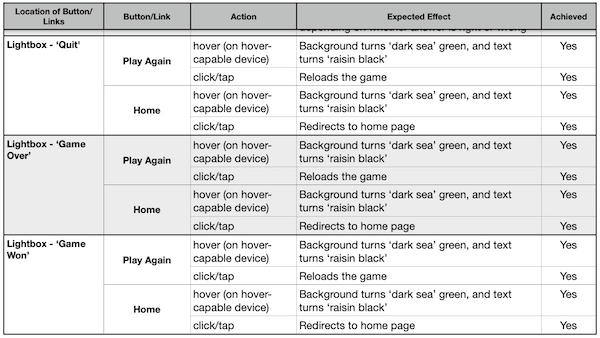 Location of Button/ Button/Link Action Expected Effect Achieved
Links
depending on whether answer is right or wrong
Lightbox - ‘Quit' Play Again hover (on hover- Background turns ‘dark sea’ green, and text Yes
capable device) turns ‘raisin black’
click/tap Reloads the game Yes
Home hover (on hover- Background turns ‘dark sea’ green, and text Yes
capable device) turns ‘raisin black’
click/tap Redirects to home page Yes
Lightbox - ‘Game Play Again hover (on hover- Background turns ‘dark sea’ green, and text Yes
Over’ capable device) turns ‘raisin black’
click/tap Reloads the game Yes
Home hover (on hover- Background turns ‘dark sea’ green, and text Yes
capable device) turns ‘raisin black’
click/tap Redirects to home page Yes
Lightbox - ‘Game Play Again hover (on hover- Background turns ‘dark sea’ green, and text Yes
Won’ capable device) turns ‘raisin black’
click/tap Reloads the game Yes
Home hover (on hover- Background turns ‘dark sea’ green, and text Yes
capable device) turns ‘raisin black’
click/tap Redirects to home page Yes